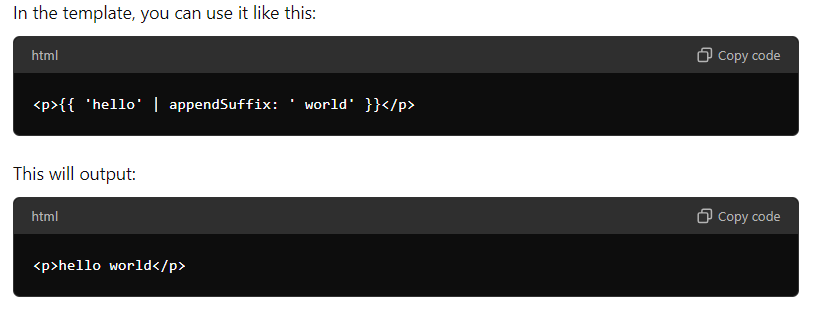 In the template, you can use it like this:
html
Copy code
<p>{{ 'hello' | appendSuffix: ' world' }}</p>
This will output:
html
Copy code
<p>hello world</p>